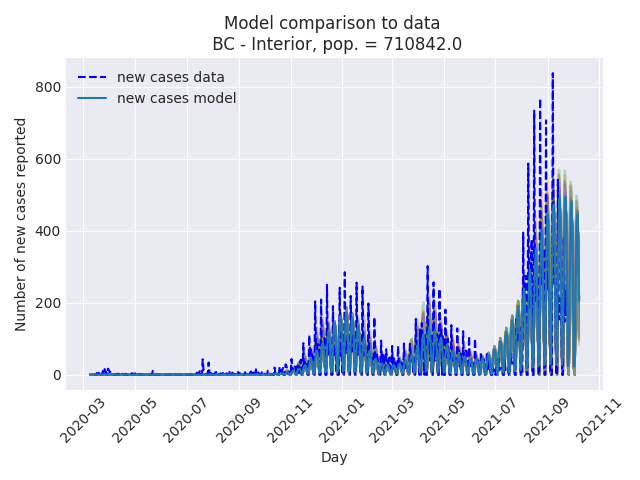 Model comparison to data
BC - Interior, pop. = 710842.0
new cases data
new cases model
Number of new cases reported
800
600
400
200
0
2020-03
2020-05
2020-07
2020-09
2020-11
2021-01
2021-03
2021-05
2021-07
2021-09
2021-11
Day